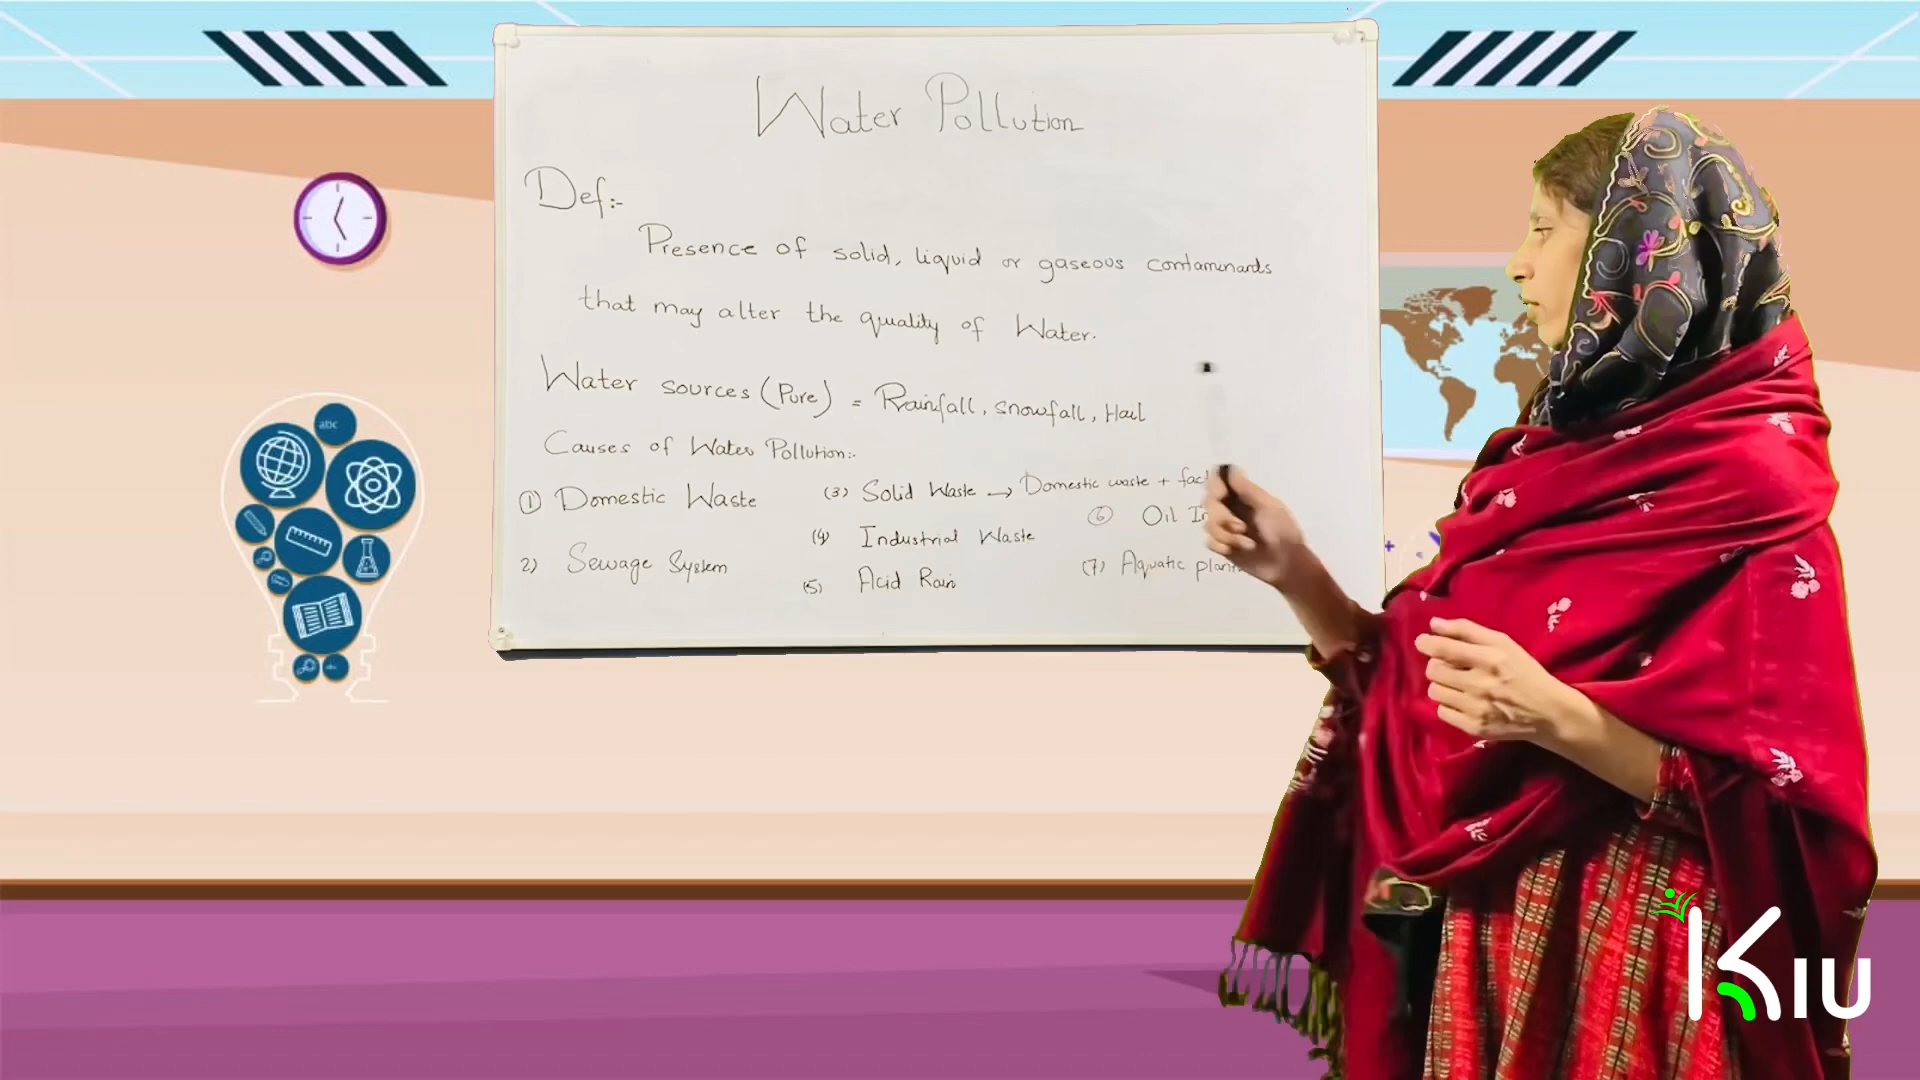 Water Pollution
Def:-
Presence of solid, liquid or gaseous contaminants
that may alter the quality of Water.
Water sources (Pure) = Rainfall, snowfall, Hail
Causes of Water Pollution:-
① Domestic Waste
(3) Solid Waste → Domestic waste +
(4) Industrial Waste
⑥ Oil
2) Sewage System
(5) Acid Rain
(7) Aquatic
abc
KIU